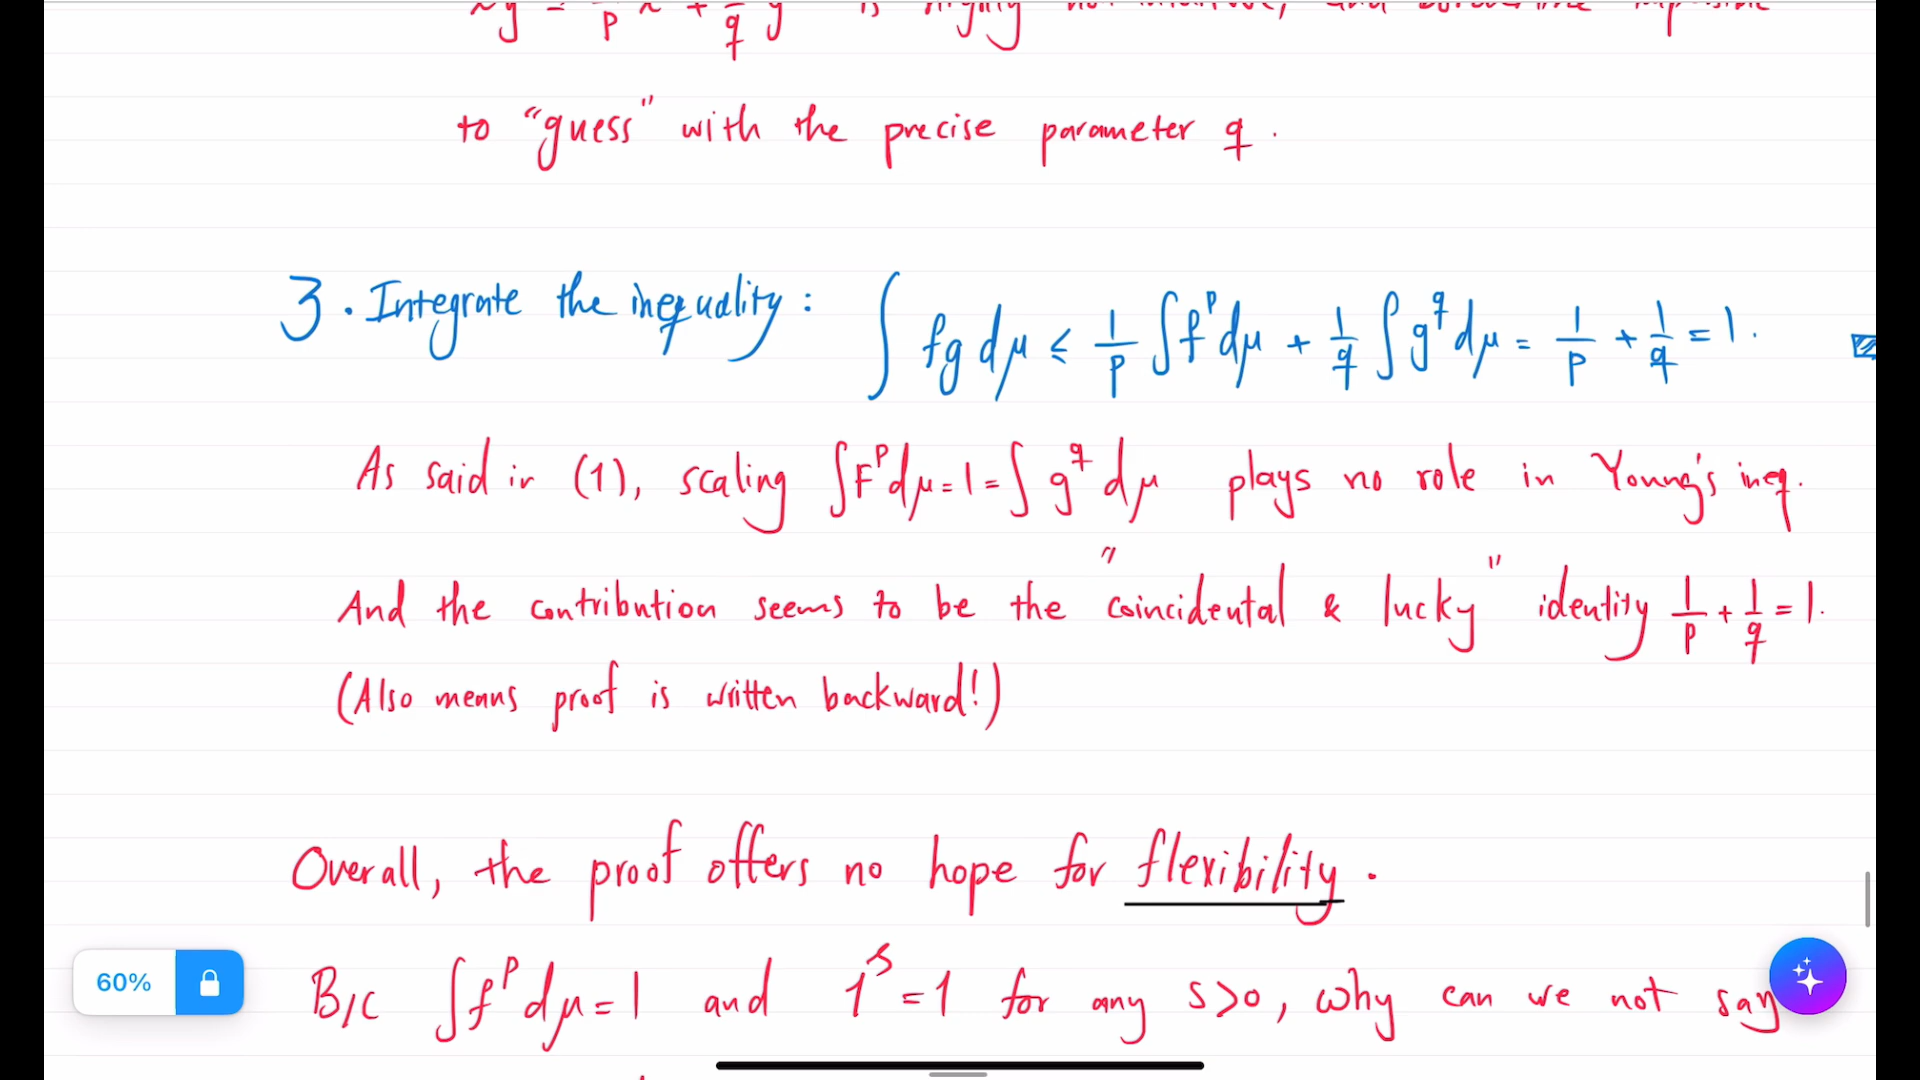 to "guess" with the precise parameter q.
3. Integrate the inequality: ∫ fg dμ ≤ 1/p ∫ f^p dμ + 1/q ∫ g^q dμ = 1/p + 1/q = 1.
As said in (1), scaling ∫ F^p dμ = 1 = ∫ g^q dμ plays no role in Young's ineq.
And the contribution seems to be the "coincidental & lucky" identity 1/p + 1/q = 1.
(Also means proof is written backward!)
Overall, the proof offers no hope for flexibility.
60%
B/c ∫ f^p dμ = 1 and 1^s = 1 for any s>0, why can we not say